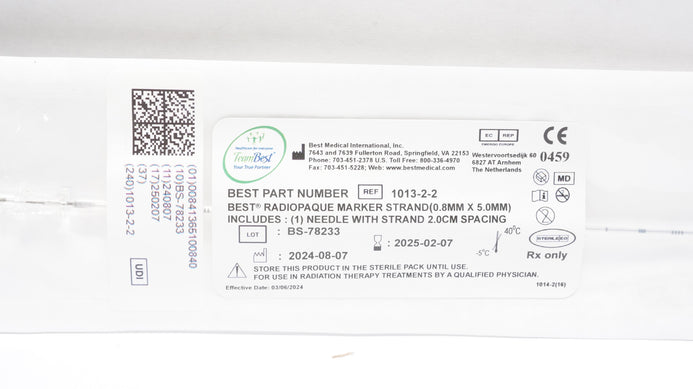 (01)00841365100840
(10)BS-78233
(11)240807
(17)250207
(37)
(240)1013-2-2
UDI
Healthcare For Everyone
TeamBest
Your True Partner
Best Medical International, Inc.
7643 and 7639 Fullerton Road, Springfield, VA 22153
Phone: 703-451-2378 U.S. Toll Free: 800-336-4970
Fax: 703-451-5228; Web: www.bestmedical.com
EC REP
EMERGO EUROPE
Westervoortsedijk 60
6827 AT Arnhem
The Netherlands
CE
0459
BEST PART NUMBER REF 1013-2-2
MD
BEST® RADIOPAQUE MARKER STRAND(0.8MM X 5.0MM)
INCLUDES : (1) NEEDLE WITH STRAND 2.0CM SPACING
LOT : BS-78233
: 2024-08-07
: 2025-02-07
-5°C
40°C
STERILE EO
Rx only
STORE THIS PRODUCT IN THE STERILE PACK UNTIL USE.
FOR USE IN RADIATION THERAPY TREATMENTS BY A QUALIFIED PHYSICIAN.
Effective Date: 03/06/2024
1014-2(16)